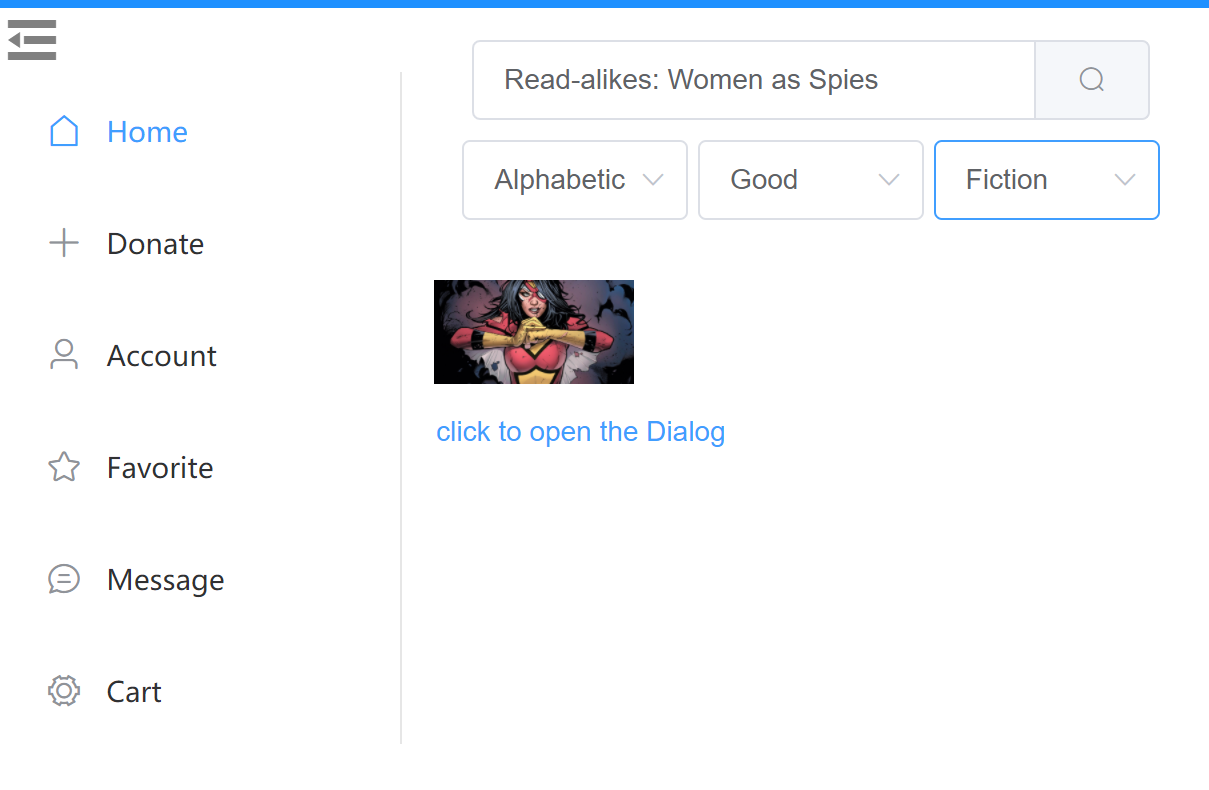 Read-alikes: Women as Spies
Alphabetic
Good
Fiction
Home
Donate
Account
Favorite
Message
Cart
click to open the Dialog